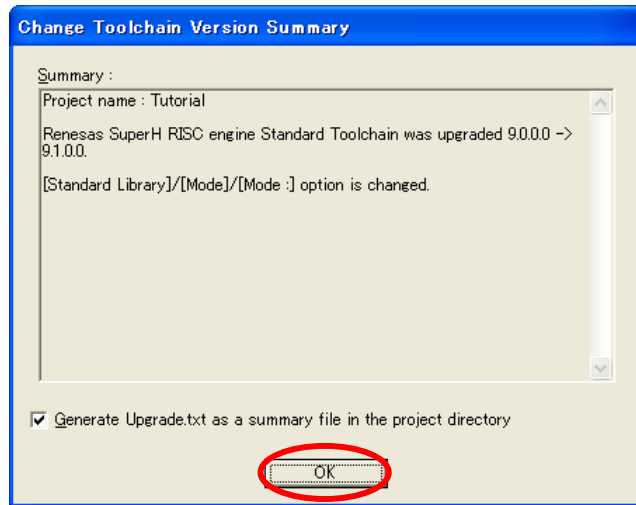 Change Toolchain Version Summary
Summary :
Project name : Tutorial
Renesas SuperH RISC engine Standard Toolchain was upgraded 9.0.0.0 ->
9.1.0.0.
[Standard Library]/[Mode]/[Mode :] option is changed.
Generate Upgrade.txt as a summary file in the project directory
OK